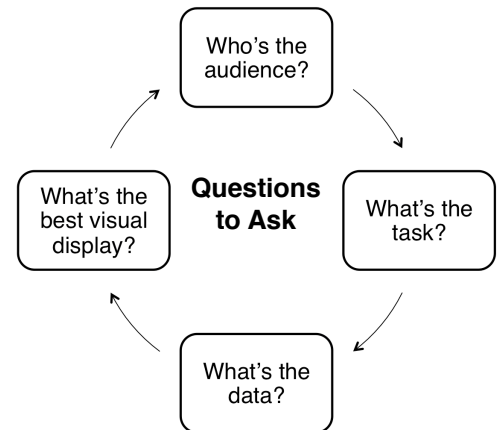 Who's the
audience?
Questions
to Ask
What's the
task?
What's the
data?
What's the
best visual
display?